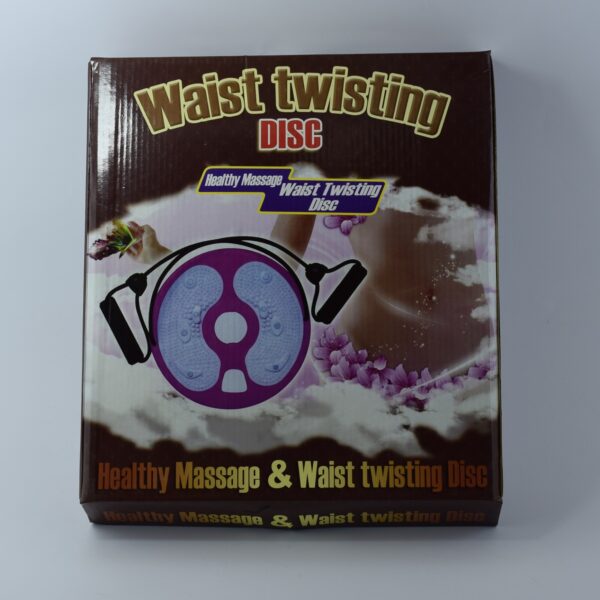 Waist twisting
DISC
Healthy Massage
Waist Twisting
Disc
Healthy Massage & Waist twisting Disc
Healthy Massage & Waist twisting Disc